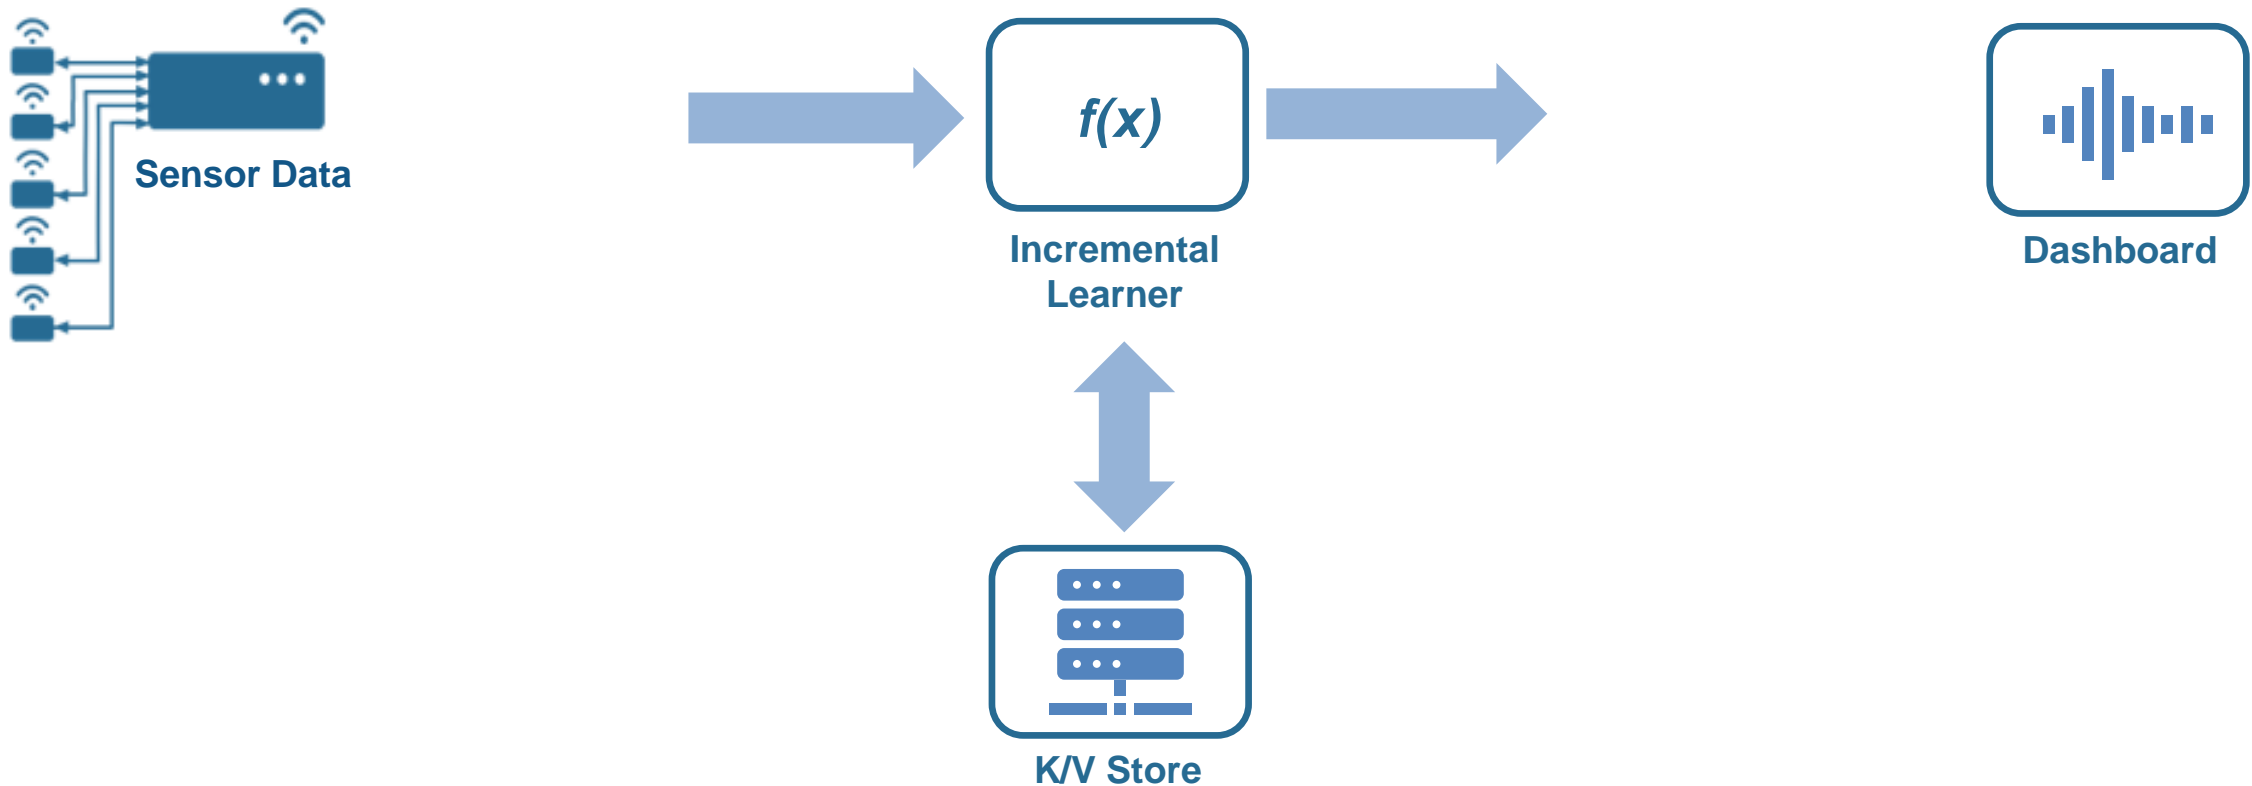 Sensor Data
f(x)
Incremental
Learner
Dashboard
K/V Store